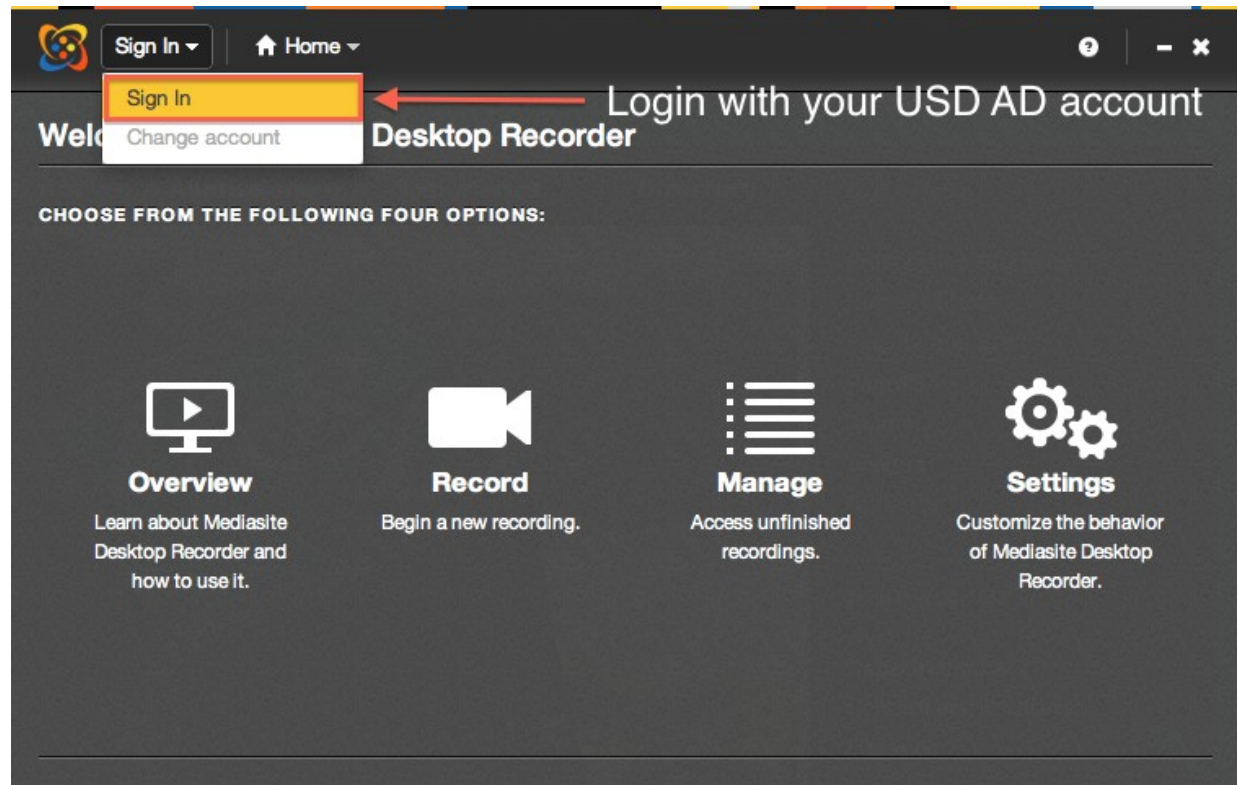 Sign In
Home
Sign In
Login with your USD AD account
Change account
Welc Desktop Recorder
CHOOSE FROM THE FOLLOWING FOUR OPTIONS:
Overview
Learn about Mediasite
Desktop Recorder and
how to use it.
Record
Begin a new recording.
Manage
Access unfinished
recordings.
Settings
Customize the behavior
of Mediasite Desktop
Recorder.